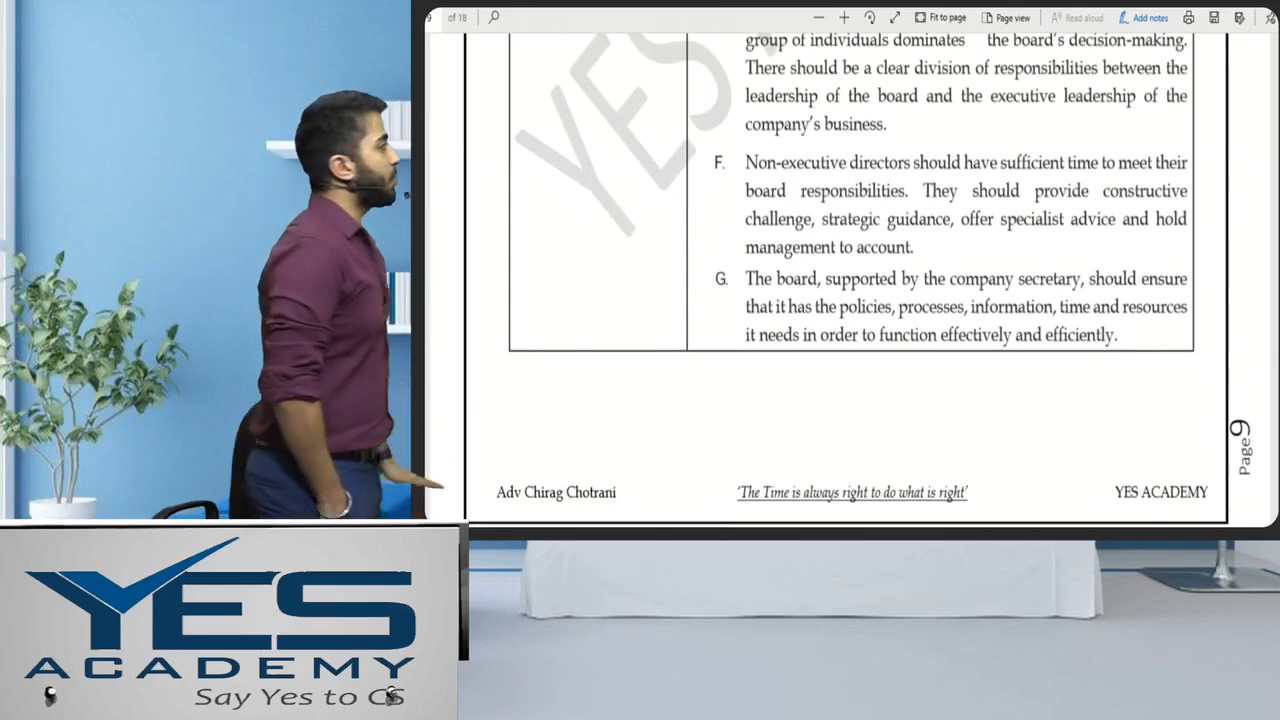 9 of 18 Fit to page Page view Read aloud Add notes
group of individuals dominates the board's decision-making.
There should be a clear division of responsibilities between the
leadership of the board and the executive leadership of the
company's business.
F. Non-executive directors should have sufficient time to meet their
board responsibilities. They should provide constructive
challenge, strategic guidance, offer specialist advice and hold
management to account.
G. The board, supported by the company secretary, should ensure
that it has the policies, processes, information, time and resources
it needs in order to function effectively and efficiently.
YES
Page 9
Adv Chirag Chotrani 'The Time is always right to do what is right' YES ACADEMY
YES
ACADEMY
Say Yes to CS